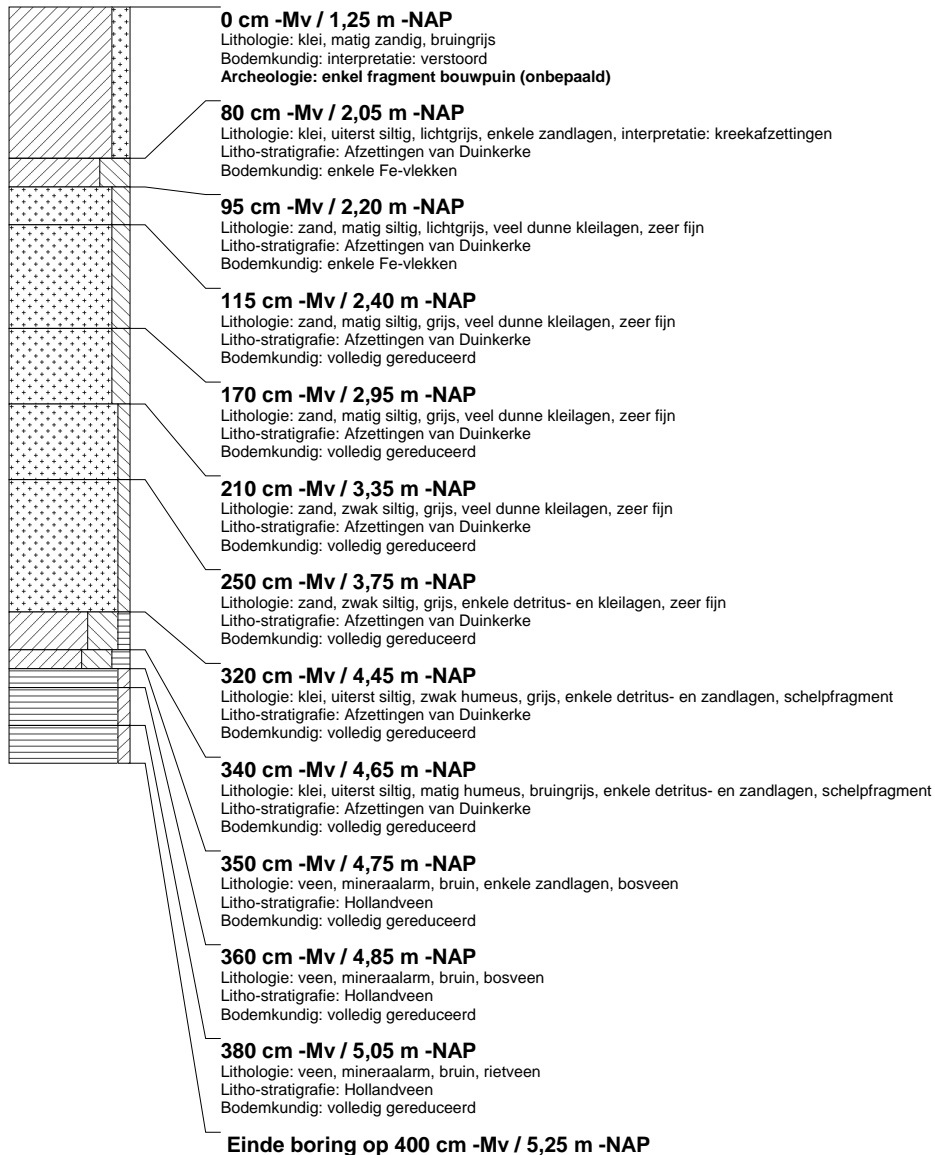 0 cm -Mv / 1,25 m -NAP
Lithologie: klei, matig zandig, bruingrijs
Bodemkundig: interpretatie: verstoord
Archeologie: enkel fragment bouwpuin (onbepaald)
80 cm -Mv / 2,05 m -NAP
Lithologie: klei, uiterst siltig, lichtgrijs, enkele zandlagen, interpretatie: kreekafzettingen
Litho-stratigrafie: Afzettingen van Duinkerke
Bodemkundig: enkele Fe-vlekken
95 cm -Mv / 2,20 m -NAP
Lithologie: zand, matig siltig, lichtgrijs, veel dunne kleilagen, zeer fijn
Litho-stratigrafie: Afzettingen van Duinkerke
Bodemkundig: enkele Fe-vlekken
115 cm -Mv / 2,40 m -NAP
Lithologie: zand, matig siltig, grijs, veel dunne kleilagen, zeer fijn
Litho-stratigrafie: Afzettingen van Duinkerke
Bodemkundig: volledig gereduceerd
170 cm -Mv / 2,95 m -NAP
Lithologie: zand, matig siltig, grijs, veel dunne kleilagen, zeer fijn
Litho-stratigrafie: Afzettingen van Duinkerke
Bodemkundig: volledig gereduceerd
210 cm -Mv / 3,35 m -NAP
Lithologie: zand, zwak siltig, grijs, veel dunne kleilagen, zeer fijn
Litho-stratigrafie: Afzettingen van Duinkerke
Bodemkundig: volledig gereduceerd
250 cm -Mv / 3,75 m -NAP
Lithologie: zand, zwak siltig, grijs, enkele detritus- en kleilagen, zeer fijn
Litho-stratigrafie: Afzettingen van Duinkerke
Bodemkundig: volledig gereduceerd
320 cm -Mv / 4,45 m -NAP
Lithologie: klei, uiterst siltig, zwak humeus, grijs, enkele detritus- en zandlagen, schelpfragment
Litho-stratigrafie: Afzettingen van Duinkerke
Bodemkundig: volledig gereduceerd
340 cm -Mv / 4,65 m -NAP
Lithologie: klei, uiterst siltig, matig humeus, bruingrijs, enkele detritus- en zandlagen, schelpfragment
Litho-stratigrafie: Afzettingen van Duinkerke
Bodemkundig: volledig gereduceerd
350 cm -Mv / 4,75 m -NAP
Lithologie: veen, mineraalarm, bruin, enkele zandlagen, bosveen
Litho-stratigrafie: Hollandveen
Bodemkundig: volledig gereduceerd
360 cm -Mv / 4,85 m -NAP
Lithologie: veen, mineraalarm, bruin, bosveen
Litho-stratigrafie: Hollandveen
Bodemkundig: volledig gereduceerd
380 cm -Mv / 5,05 m -NAP
Lithologie: veen, mineraalarm, bruin, rietveen
Litho-stratigrafie: Hollandveen
Bodemkundig: volledig gereduceerd
Einde boring op 400 cm -Mv / 5,25 m -NAP